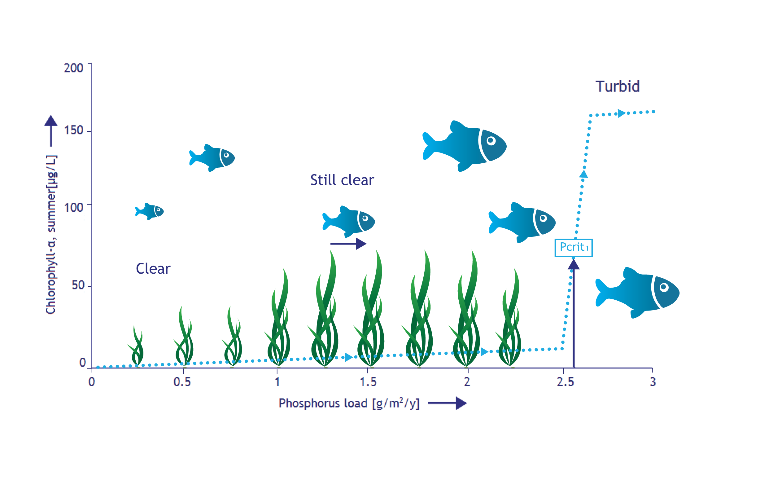 200
Turbid
150
Still clear
100
Clear
50
0
Chlorophyll-α, summer[µg/L]
Pcrit₁
0 0.5 1 1.5 2 2.5 3
Phosphorus load [g/m²/y]